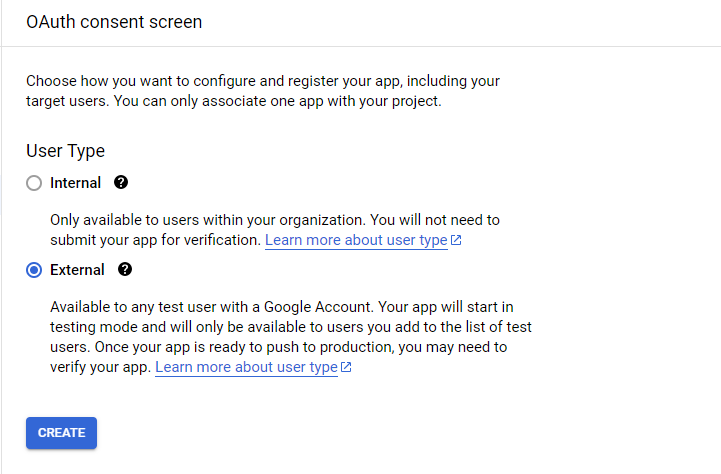 OAuth consent screen
Choose how you want to configure and register your app, including your
target users. You can only associate one app with your project.
User Type
Internal
Only available to users within your organization. You will not need to
submit your app for verification. Learn more about user type
External
Available to any test user with a Google Account. Your app will start in
testing mode and will only be available to users you add to the list of test
users. Once your app is ready to push to production, you may need to
verify your app. Learn more about user type
CREATE